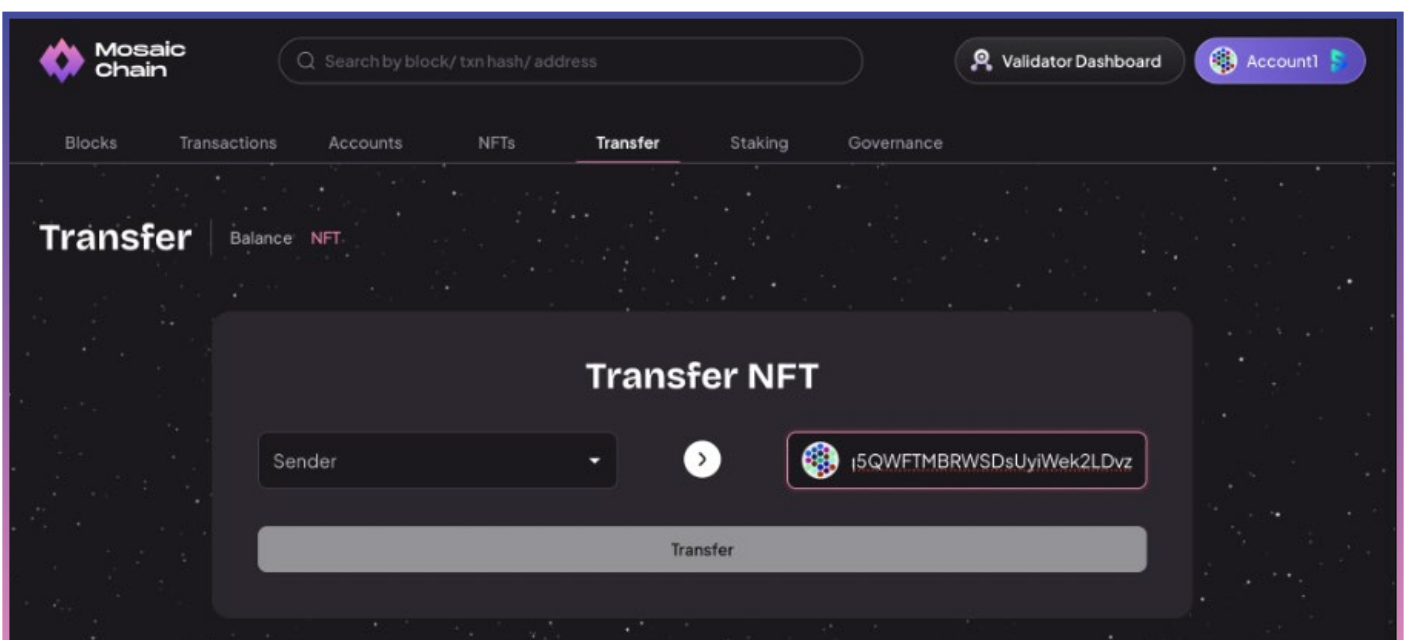 Mosaic
Chain
Search by block/ txn hash/ address
Validator Dashboard
Account1
Blocks Transactions Accounts NFTs Transfer Staking Governance
Transfer Balance NFT
Transfer NFT
Sender
5QWFTMBRWSDsUyiWek2LDvz
Transfer